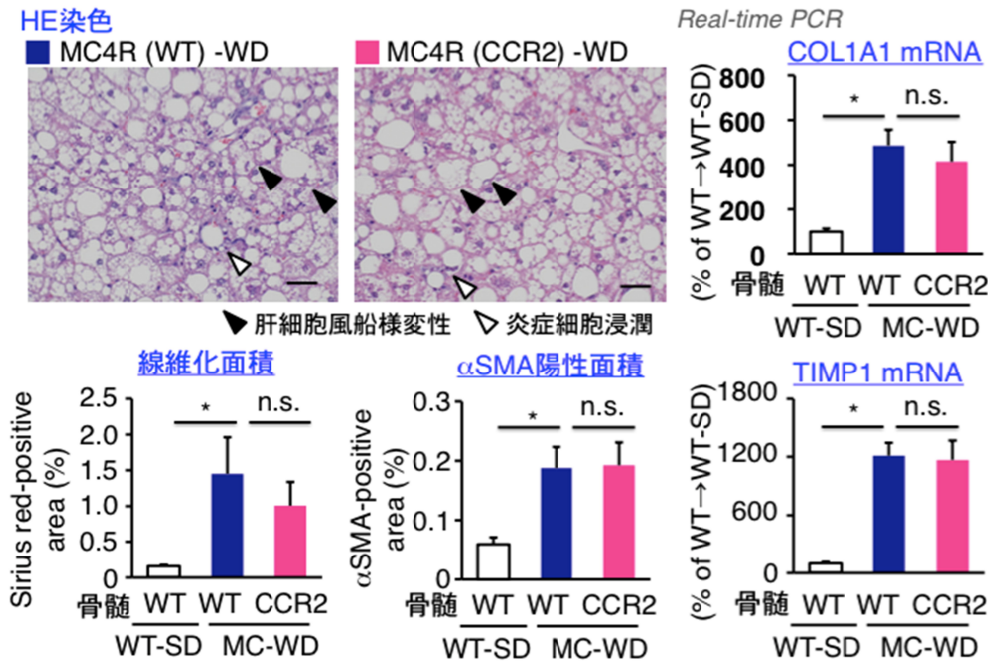 HE染色
MC4R (WT) -WD
MC4R (CCR2) -WD
肝細胞風船様変性
炎症細胞浸潤
Real-time PCR
COL1A1 mRNA
(% of WT→WT-SD)
800
600
400
200
0
*
n.s.
骨髄 WT WT CCR2
WT-SD MC-WD
線維化面積
Sirius red-positive
area (%)
2.5
2.0
1.5
1.0
0.5
0
*
n.s.
骨髄 WT WT CCR2
WT-SD MC-WD
αSMA陽性面積
αSMA-positive
area (%)
0.3
0.2
0.1
0
*
n.s.
骨髄 WT WT CCR2
WT-SD MC-WD
TIMP1 mRNA
(% of WT→WT-SD)
1800
1200
600
0
*
n.s.
骨髄 WT WT CCR2
WT-SD MC-WD